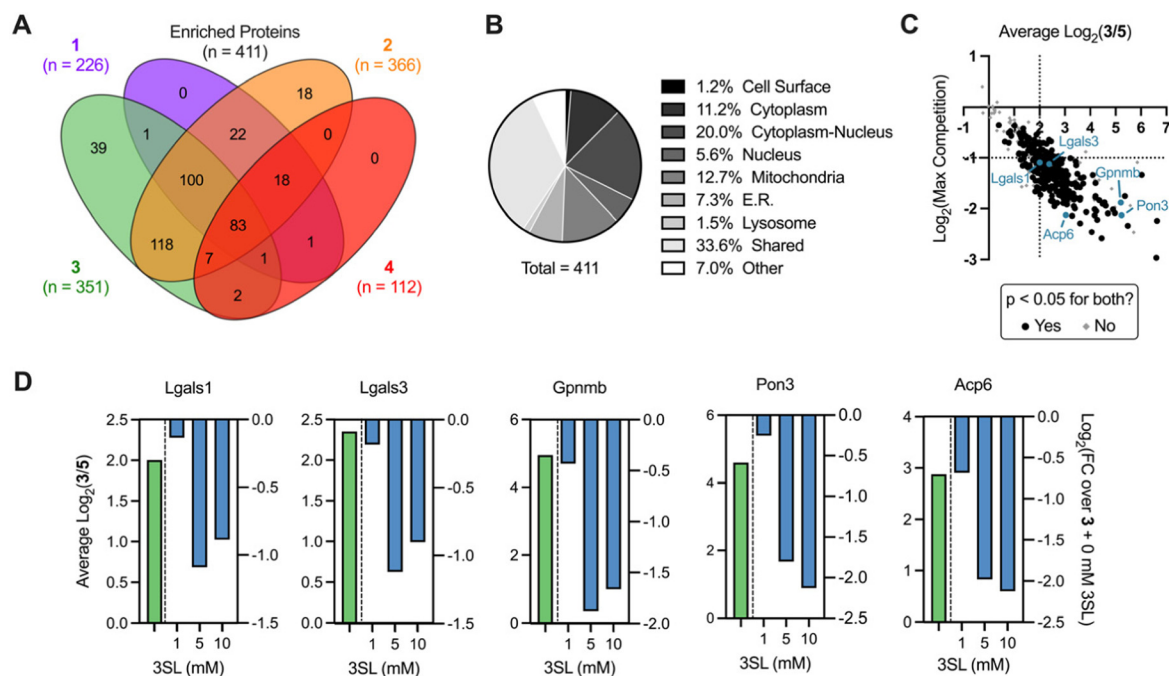 A
Enriched Proteins
(n = 411)
1
(n = 226)
2
(n = 366)
0
18
39
1
22
0
0
100
18
83
118
7
1
1
2
3
(n = 351)
4
(n = 112)
B
1.2% Cell Surface
11.2% Cytoplasm
20.0% Cytoplasm-Nucleus
5.6% Nucleus
12.7% Mitochondria
7.3% E.R.
1.5% Lysosome
33.6% Shared
7.0% Other
Total = 411
C
Average Log2(3/5)
Log2(Max Competition)
-1 1 2 3 4 5 6 7
-1
-2
-3
Lgals3
Lgals1
Gpnmb
Pon3
Acp6
p < 0.05 for both?
Yes No
D
Lgals1
Average Log2(3/5)
2.5
2.0
1.5
1.0
0.5
0.0
0.0
-0.5
-1.0
-1.5
1 5 10
3SL (mM)
Lgals3
2.5
2.0
1.5
1.0
0.5
0.0
0.0
-0.5
-1.0
-1.5
1 5 10
3SL (mM)
Gpnmb
6
4
2
0
0.0
-0.5
-1.0
-1.5
-2.0
1 5 10
3SL (mM)
Pon3
6
4
2
0
0.0
-0.5
-1.0
-1.5
-2.0
-2.5
1 5 10
3SL (mM)
Acp6
4
3
2
1
0
0.0
-0.5
-1.0
-1.5
-2.0
-2.5
1 5 10
3SL (mM)
Log2(FC over 3 + 0 mM 3SL)